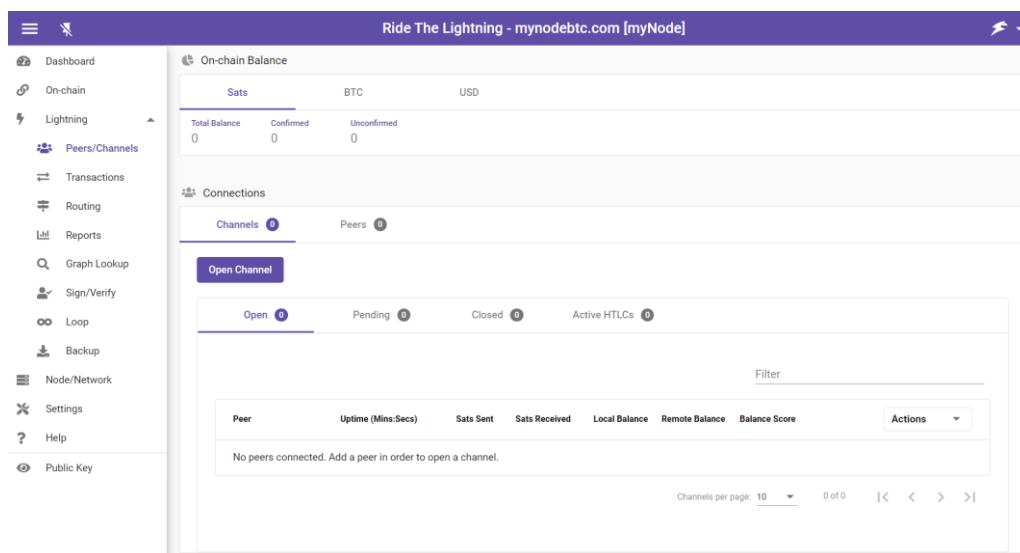 Ride The Lightning - mynodebtc.com [myNode]
Dashboard
On-chain
Lightning
Peers/Channels
Transactions
Routing
Reports
Graph Lookup
Sign/Verify
Loop
Backup
Node/Network
Settings
? Help
Public Key
On-chain Balance
Sats BTC USD
Total Balance Confirmed Unconfirmed
0 0 0
Connections
Channels 0 Peers 0
Open Channel
Open 0 Pending 0 Closed 0 Active HTLCs 0
Filter
Peer Uptime (Mins:Secs) Sats Sent Sats Received Local Balance Remote Balance Balance Score Actions
No peers connected. Add a peer in order to open a channel.
Channels per page: 10 0 of 0